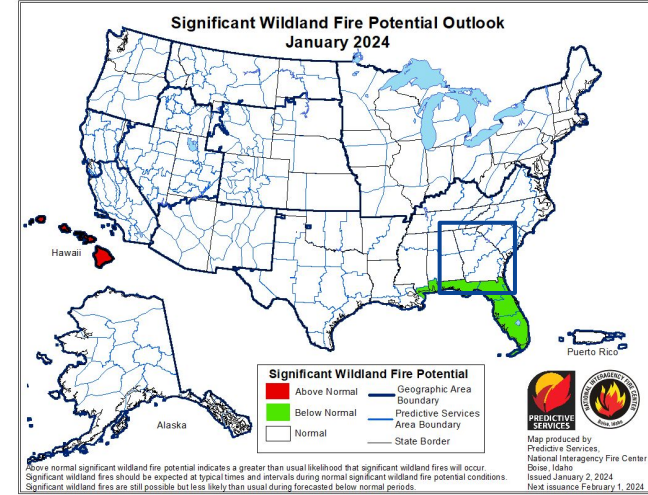 Significant Wildland Fire Potential Outlook
January 2024
Hawaii
Alaska
Puerto Rico
Significant Wildland Fire Potential
Above Normal
Below Normal
Normal
Geographic Area
Boundary
Predictive Services
Area Boundary
State Border
PREDICTIVE
SERVICES
NATIONAL INTERAGENCY FIRE CENTER
Boise, Idaho
Map produced by
Predictive Services,
National Interagency Fire Center
Boise, Idaho
Issued January 2, 2024
Next issuance February 1, 2024
Above normal significant wildland fire potential indicates a greater than usual likelihood that significant wildland fires will occur.
Significant wildland fires should be expected at typical times and intervals during normal significant wildland fire potential conditions.
Significant wildland fires are still possible but less likely than usual during forecasted below normal periods.